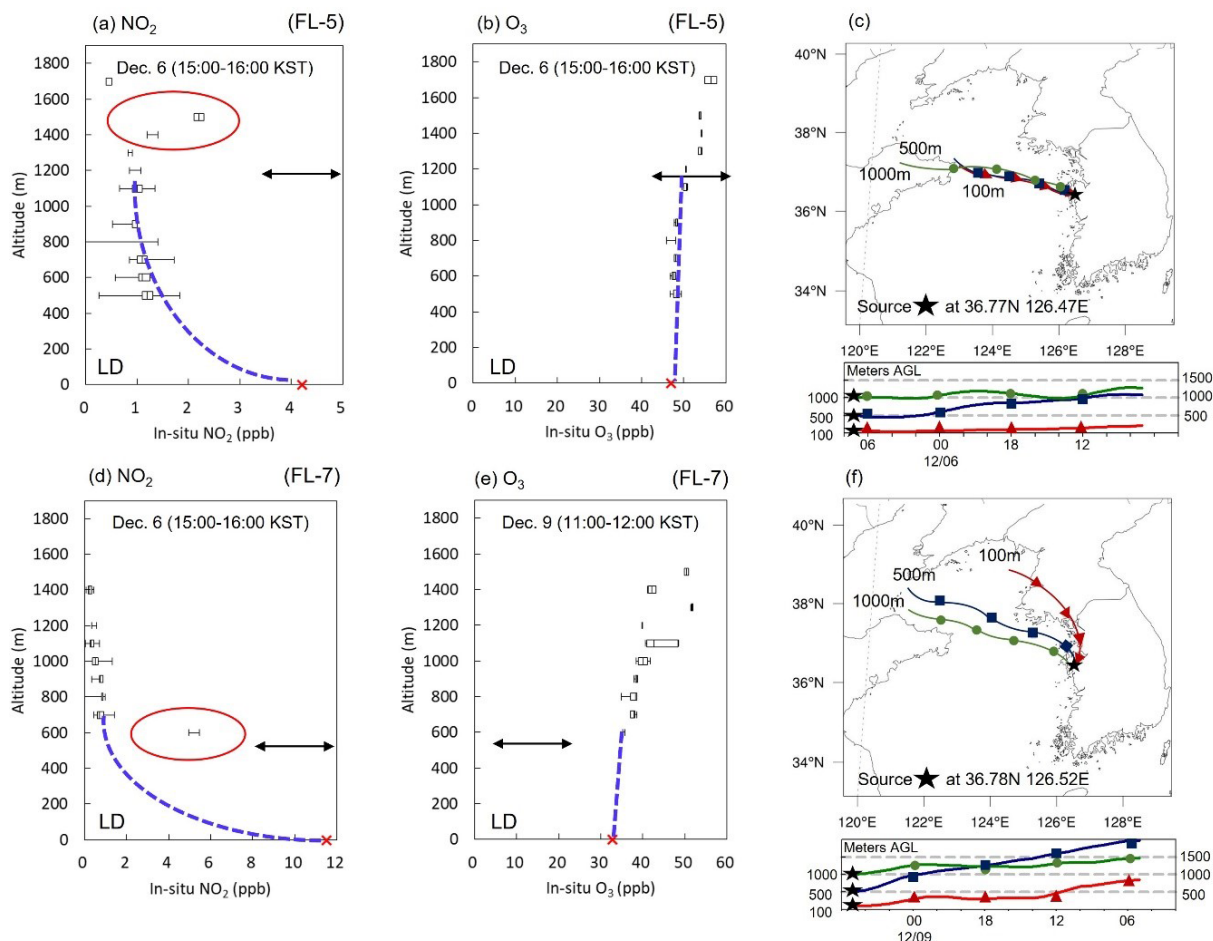 (a) NO2 (FL-5)
Dec. 6 (15:00-16:00 KST)
1800
1600
1400
1200
1000
800
600
400
200
0
Altitude (m)
LD
0 1 2 3 4 5
In-situ NO2 (ppb)
(b) O3 (FL-5)
Dec. 6 (15:00-16:00 KST)
1800
1600
1400
1200
1000
800
600
400
200
0
Altitude (m)
LD
0 10 20 30 40 50 60
In-situ O3 (ppb)
(c)
40°N
38°N
36°N
34°N
500m
1000m
100m
Source ★ at 36.77N 126.47E
120°E 122°E 124°E 126°E 128°E
Meters AGL
1500
1000 1000
500 500
100
06 00 18 12
12/06
(d) NO2 (FL-7)
Dec. 6 (15:00-16:00 KST)
1800
1600
1400
1200
1000
800
600
400
200
0
Altitude (m)
LD
0 2 4 6 8 10 12
In-situ NO2 (ppb)
(e) O3 (FL-7)
Dec. 9 (11:00-12:00 KST)
1800
1600
1400
1200
1000
800
600
400
200
0
Altitude (m)
LD
0 10 20 30 40 50 60
In-situ O3 (ppb)
(f)
40°N
38°N
36°N
34°N
100m
500m
1000m
Source ★ at 36.78N 126.52E
120°E 122°E 124°E 126°E 128°E
Meters AGL
1500
1000 1000
500 500
100
00 18 12 06
12/09